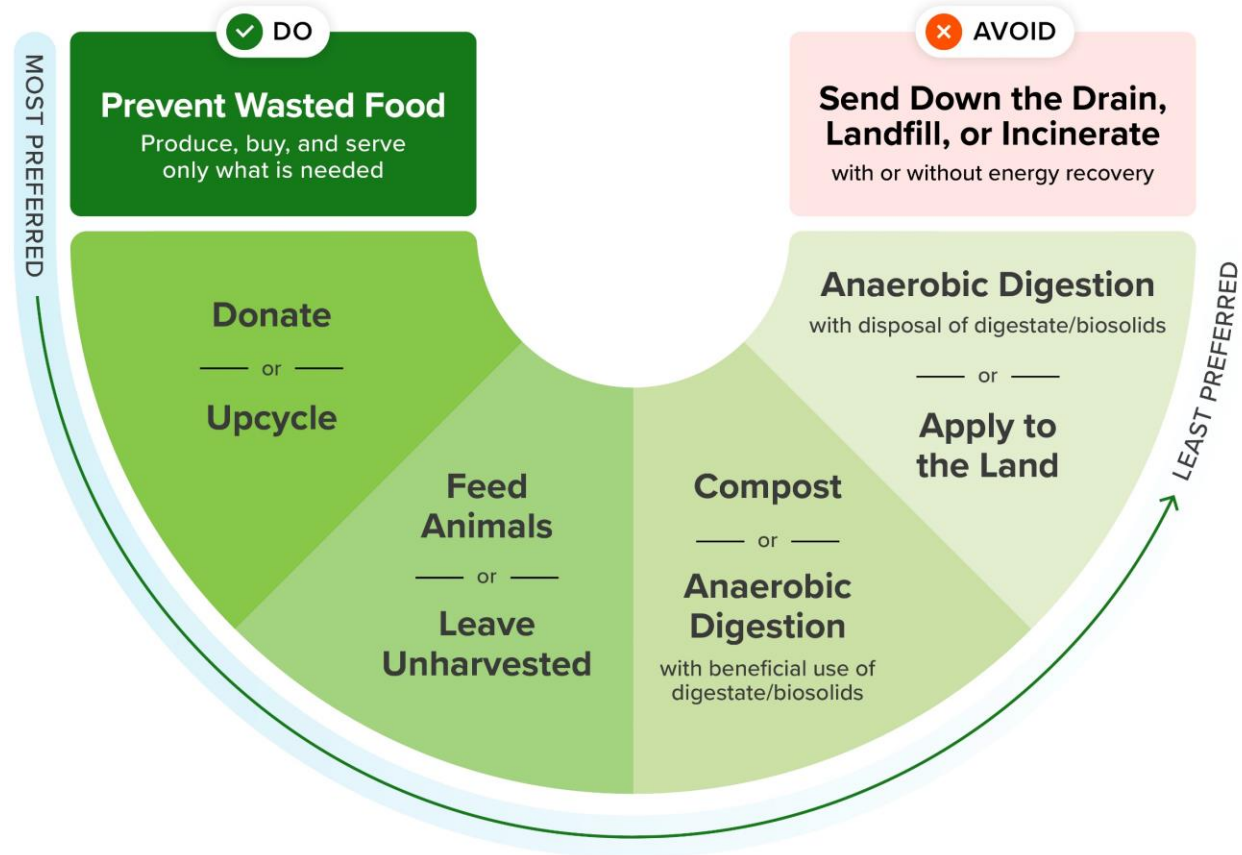 DO
Prevent Wasted Food
Produce, buy, and serve
only what is needed
AVOID
Send Down the Drain,
Landfill, or Incinerate
with or without energy recovery
MOST PREFERRED
Donate
or
Upcycle
Feed
Animals
or
Leave
Unharvested
Compost
or
Anaerobic
Digestion
with beneficial use of
digestate/biosolids
Anaerobic Digestion
with disposal of digestate/biosolids
or
Apply to
the Land
LEAST PREFERRED